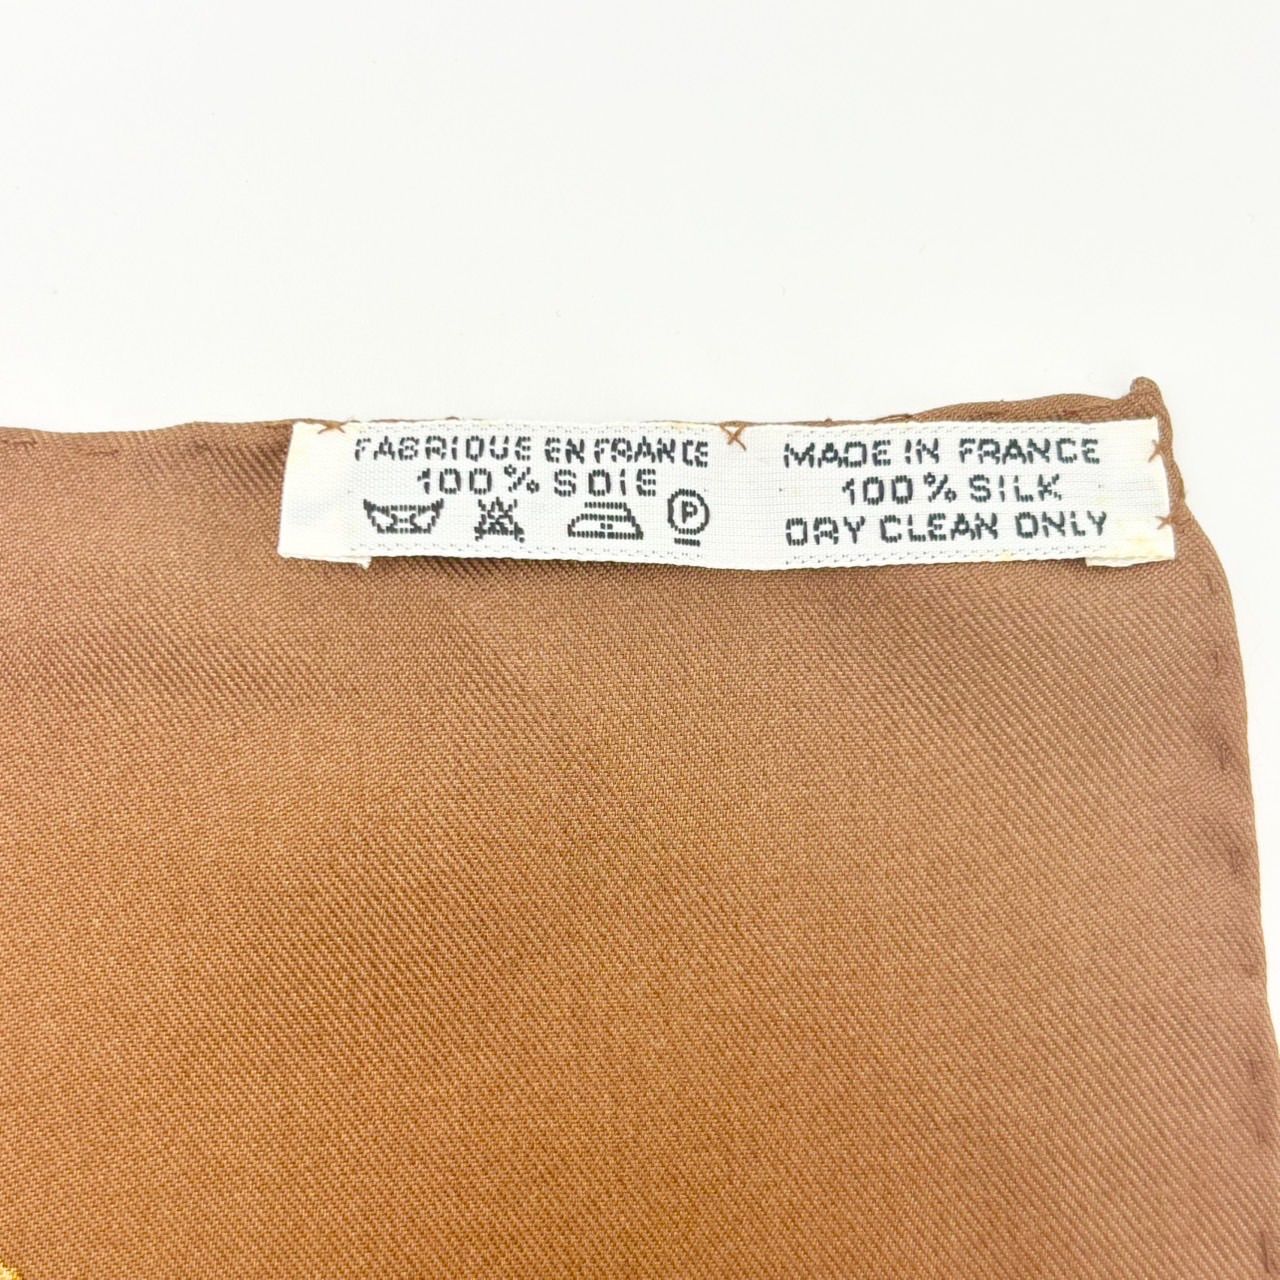 FABRIQUE EN FRANCE
100% SOIE
P
MADE IN FRANCE
100% SILK
DRY CLEAN ONLY